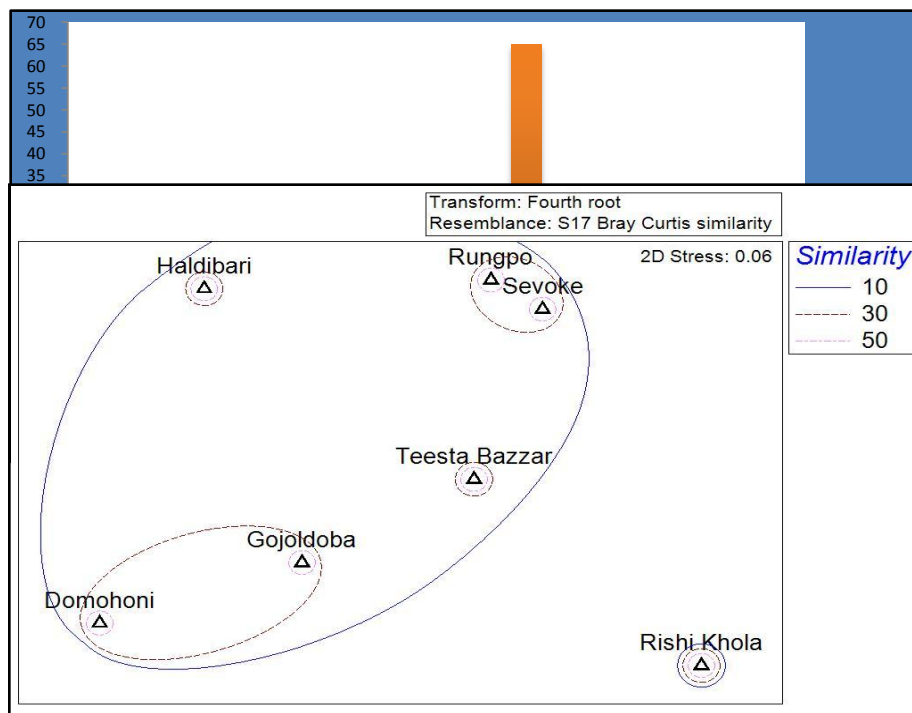 70
65
60
55
50
45
40
35
Transform: Fourth root
Resemblance: S17 Bray Curtis similarity
2D Stress: 0.06
Similarity
10
30
50
Haldibari
Rungpo
Sevoke
Teesta Bazzar
Gojoldoba
Domohoni
Rishi Khola